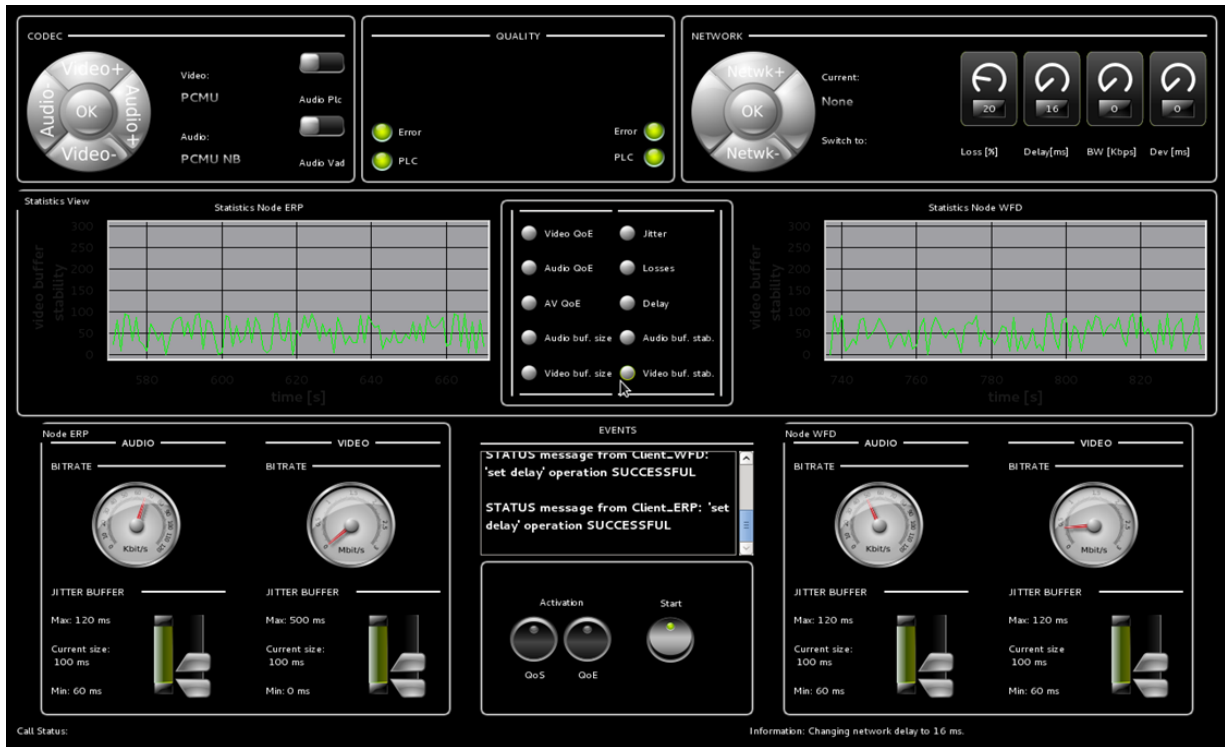 CODEC
Video+
Audio-
OK
Audio+
Video-
Video:
PCMU
Audio:
PCMU NB
Audio Plc
Audio Vad
QUALITY
Error
PLC
Error
PLC
NETWORK
Netwk+
OK
Netwk-
Current:
None
Switch to:
20
16
0
0
Loss [%]
Delay[ms]
BW [Kbps]
Dev [ms]
Statistics View
Statistics Node ERP
300
250
200
150
100
50
0
video buffer
stability
580
600
620
640
660
time [s]
Video QoE
Jitter
Audio QoE
Losses
AV QoE
Delay
Audio buf. size
Audio buf. stab.
Video buf. size
Video buf. stab.
Statistics Node WFD
300
250
200
150
100
50
0
video buffer
stability
740
760
780
800
820
time [s]
Node ERP
AUDIO
VIDEO
BITRATE
BITRATE
Kbit/s
Mbit/s
JITTER BUFFER
JITTER BUFFER
Max: 120 ms
Current size:
100 ms
Min: 60 ms
Max: 500 ms
Current size:
100 ms
Min: 0 ms
EVENTS
STATUS message from Client_WFD:
'set delay' operation SUCCESSFUL
STATUS message from Client_ERP: 'set
delay' operation SUCCESSFUL
Activation
Start
QoS
QoE
Node WFD
AUDIO
VIDEO
BITRATE
BITRATE
Kbit/s
Mbit/s
JITTER BUFFER
JITTER BUFFER
Max: 120 ms
Current size:
100 ms
Min: 60 ms
Max: 120 ms
Current size
100 ms
Min: 60 ms
Call Status:
Information: Changing network delay to 16 ms.